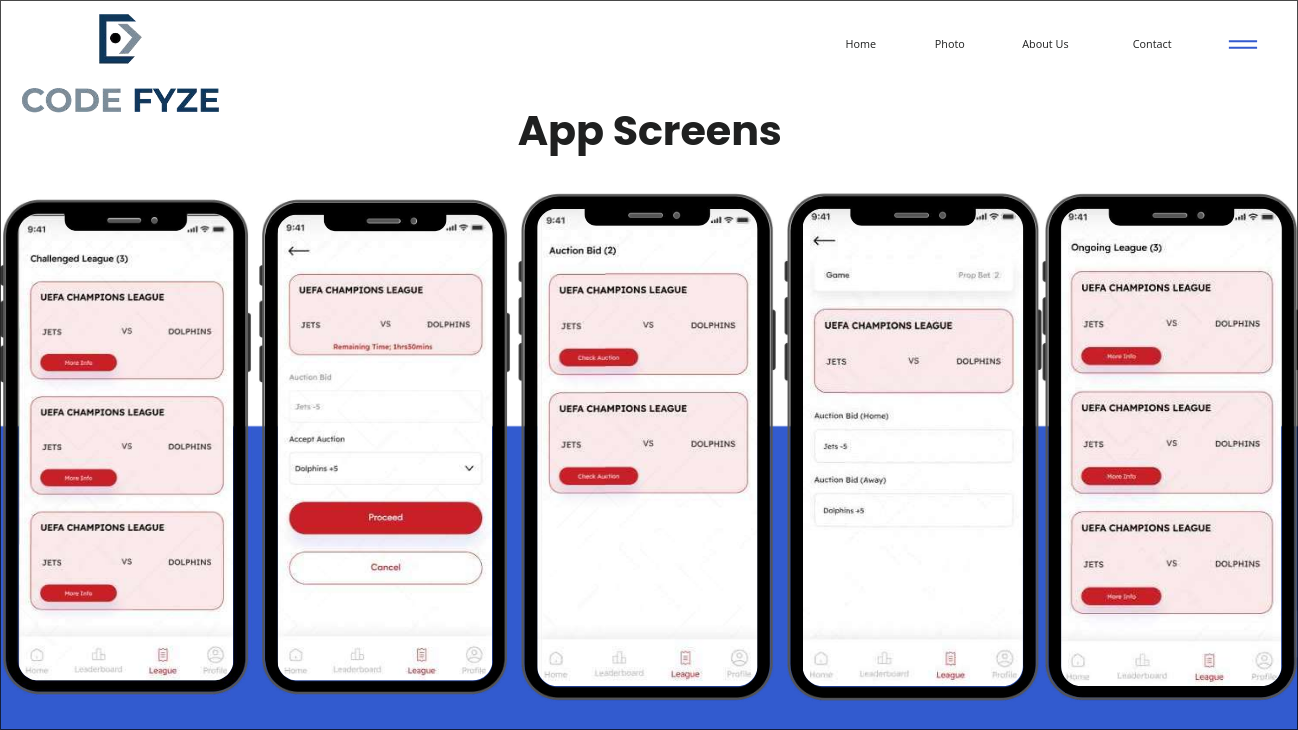 CODE FYZE
Home Photo About Us Contact
App Screens
9:41
Challenged League (3)
UEFA CHAMPIONS LEAGUE
JETS VS DOLPHINS
More Info
UEFA CHAMPIONS LEAGUE
JETS VS DOLPHINS
More Info
UEFA CHAMPIONS LEAGUE
JETS VS DOLPHINS
More Info
Home Leaderboard League Profile
9:41
UEFA CHAMPIONS LEAGUE
JETS VS DOLPHINS
Remaining Time; 1hrs30mins
Auction Bid
Jets -5
Accept Auction
Dolphins +5
Proceed
Cancel
Home Leaderboard League Profile
9:41
Auction Bid (2)
UEFA CHAMPIONS LEAGUE
JETS VS DOLPHINS
Check Auction
UEFA CHAMPIONS LEAGUE
JETS VS DOLPHINS
Check Auction
Home Leaderboard League Profile
9:41
Game Prop Bet 2
UEFA CHAMPIONS LEAGUE
JETS VS DOLPHINS
Auction Bid (Home)
Jets -5
Auction Bid (Away)
Dolphins +5
Home Leaderboard League Profile
9:41
Ongoing League (3)
UEFA CHAMPIONS LEAGUE
JETS VS DOLPHINS
More Info
UEFA CHAMPIONS LEAGUE
JETS VS DOLPHINS
More Info
UEFA CHAMPIONS LEAGUE
JETS VS DOLPHINS
More Info
Home Leaderboard League Profile